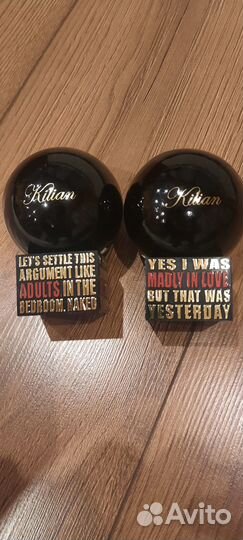 Kilian
LET'S SETTLE THIS
ARGUMENT LIKE
ADULTS, IN THE
BEDROOM, NAKED
Kilian
YES I WAS
MADLY IN LOVE,
BUT THAT WAS
YESTERDAY
Avito